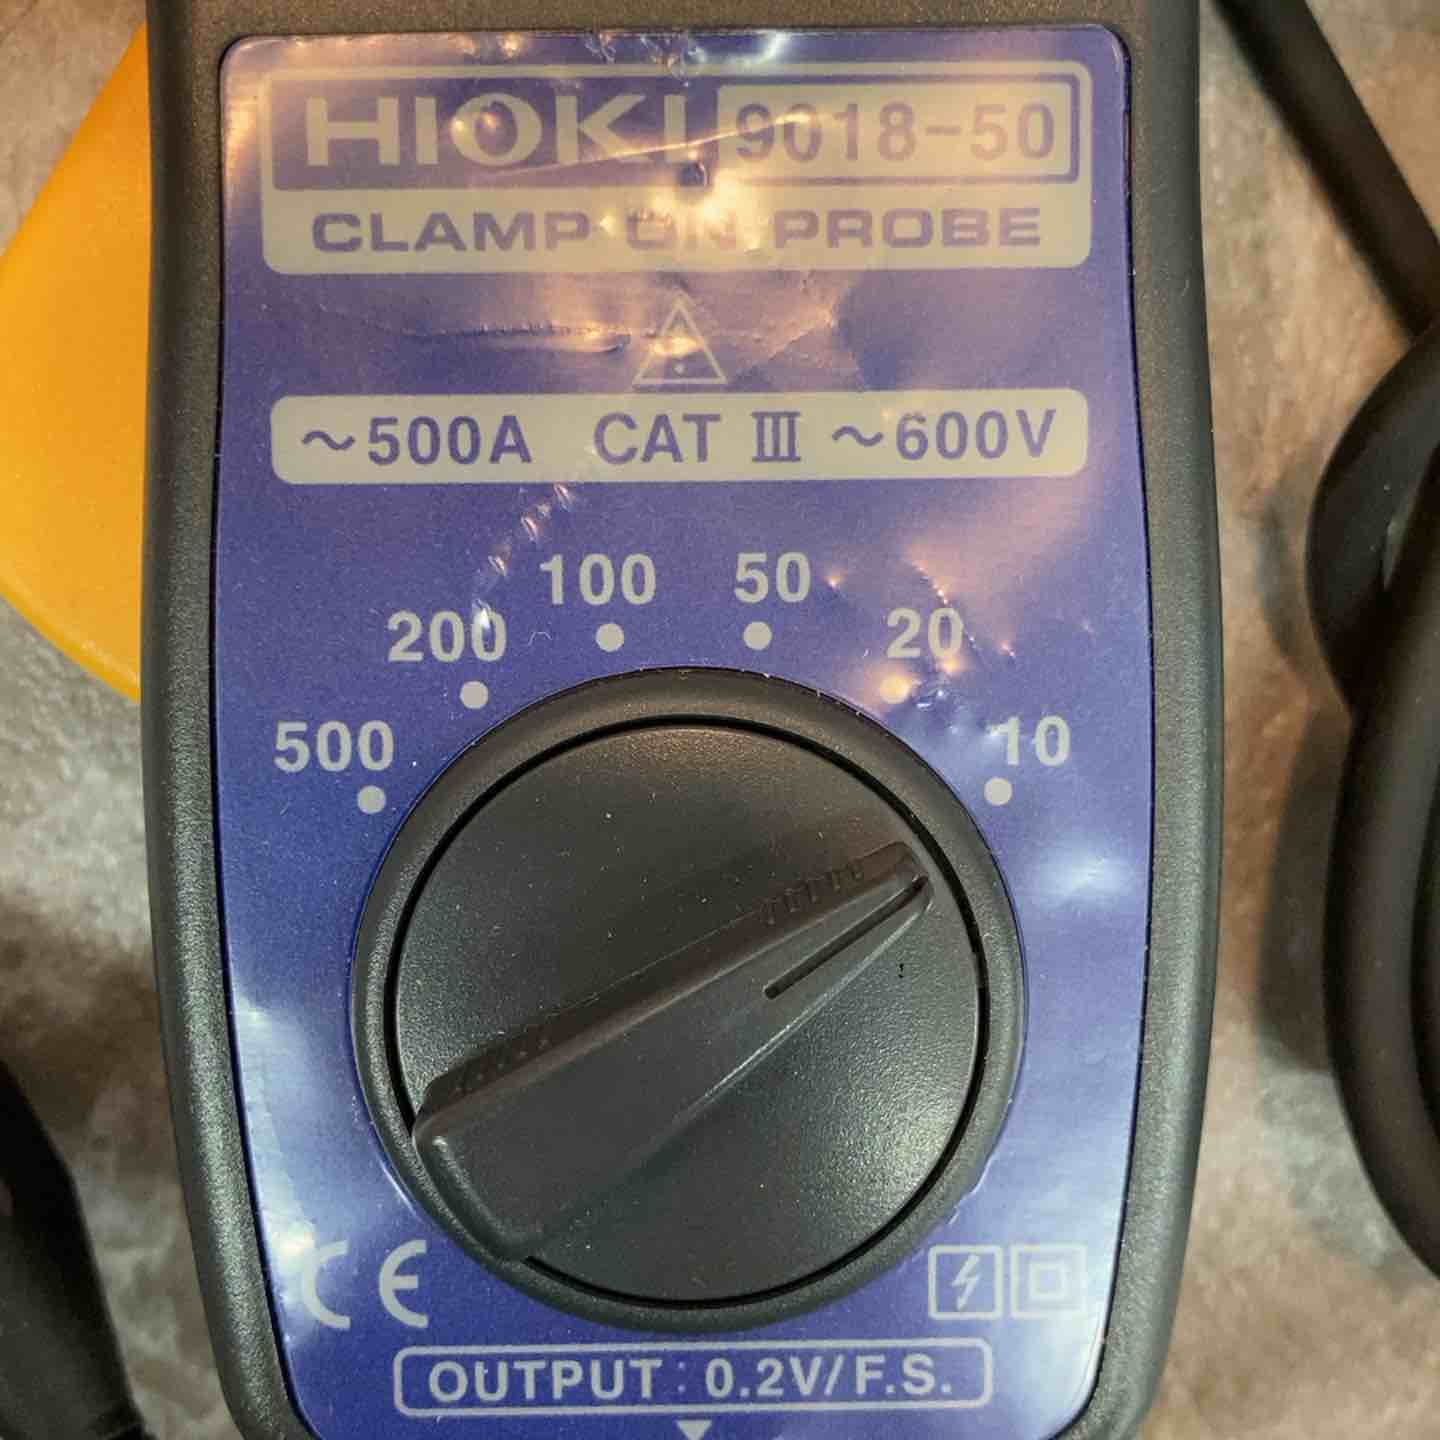 HIOKI 9018-50
CLAMP ON PROBE
~500A CAT III ~600V
100 50
200 20
500 10
CE
OUTPUT : 0.2V/F.S.